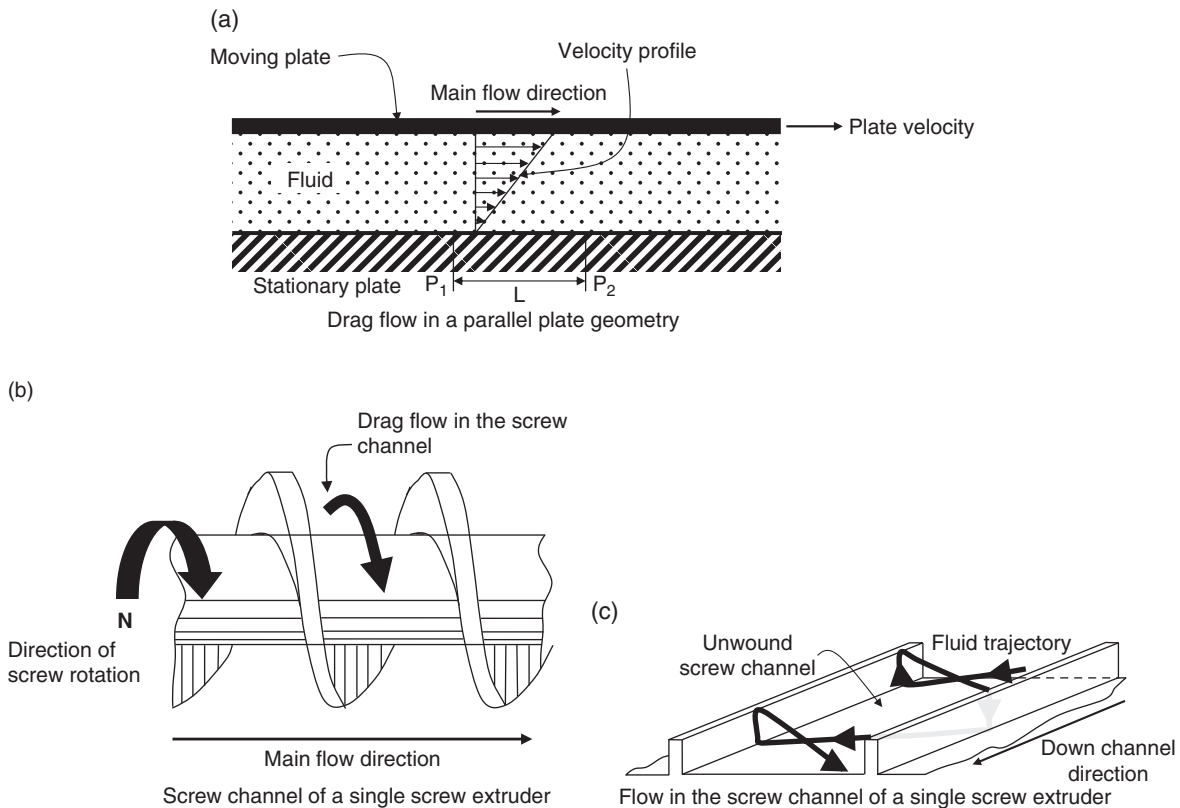 (a)
Moving plate
Velocity profile
Main flow direction
Plate velocity
Fluid
Stationary plate
P1
L
P2
Drag flow in a parallel plate geometry
(b)
Drag flow in the screw
channel
N
Direction of
screw rotation
Main flow direction
Screw channel of a single screw extruder
(c)
Unwound
screw channel
Fluid trajectory
Down channel
direction
Flow in the screw channel of a single screw extruder